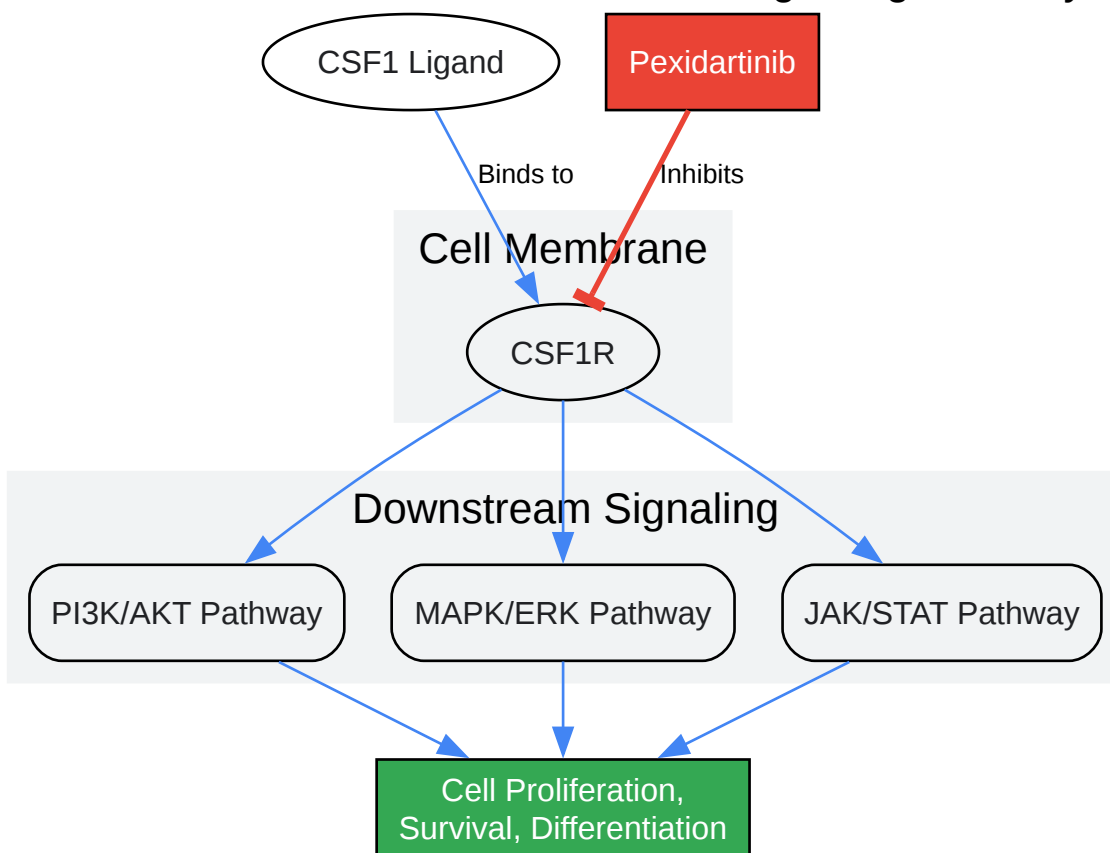 CSF1 Ligand
Pexidartinib
Binds to
Inhibits
Cell Membrane
CSF1R
Downstream Signaling
PI3K/AKT Pathway
MAPK/ERK Pathway
JAK/STAT Pathway
Cell Proliferation,
Survival, Differentiation